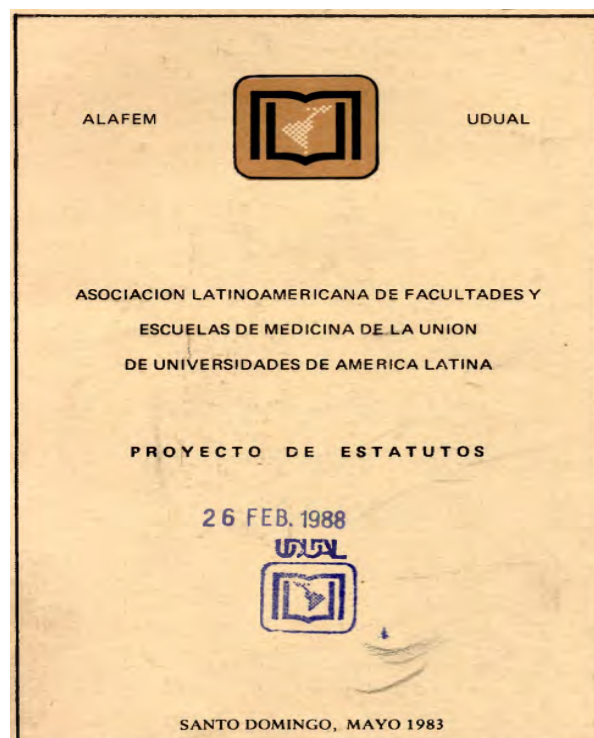 ALAFEM UDUAL
ASOCIACION LATINOAMERICANA DE FACULTADES Y
ESCUELAS DE MEDICINA DE LA UNION
DE UNIVERSIDADES DE AMERICA LATINA
PROYECTO DE ESTATUTOS
26 FEB. 1988
UDUAL
SANTO DOMINGO, MAYO 1983